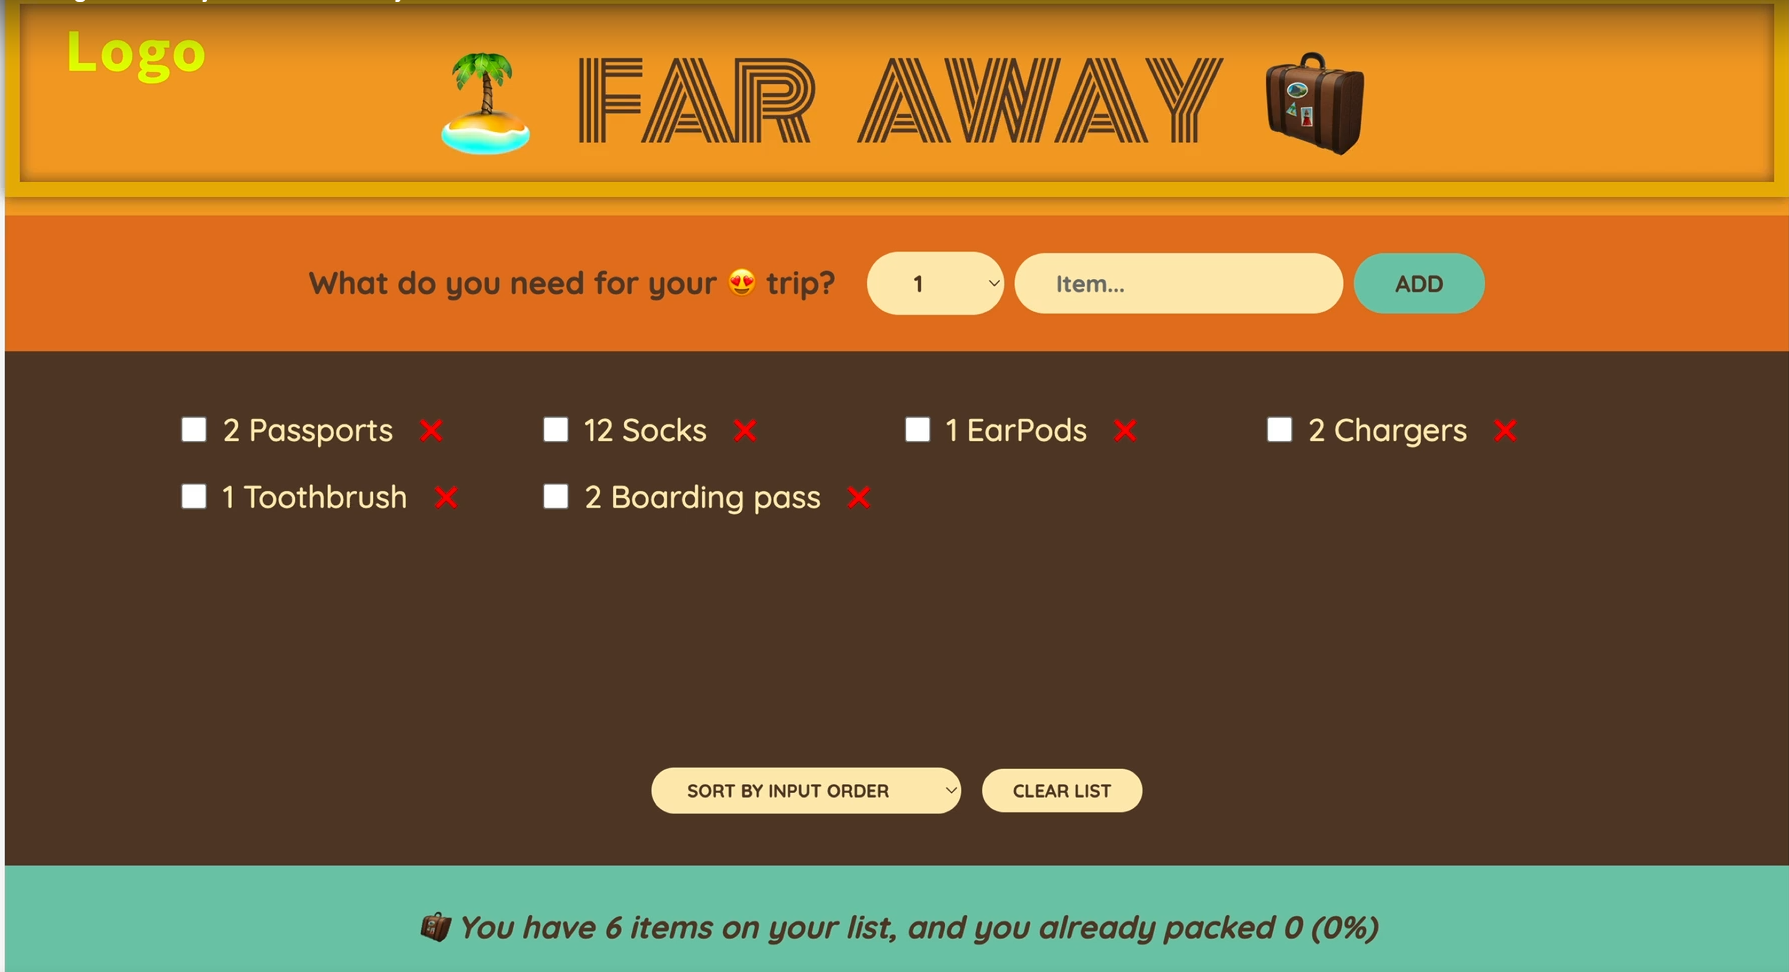 Logo
FAR AWAY
What do you need for your 😍 trip?
1
Item...
ADD
2 Passports ❌
12 Socks ❌
1 EarPods ❌
2 Chargers ❌
1 Toothbrush ❌
2 Boarding pass ❌
SORT BY INPUT ORDER
CLEAR LIST
You have 6 items on your list, and you already packed 0 (0%)